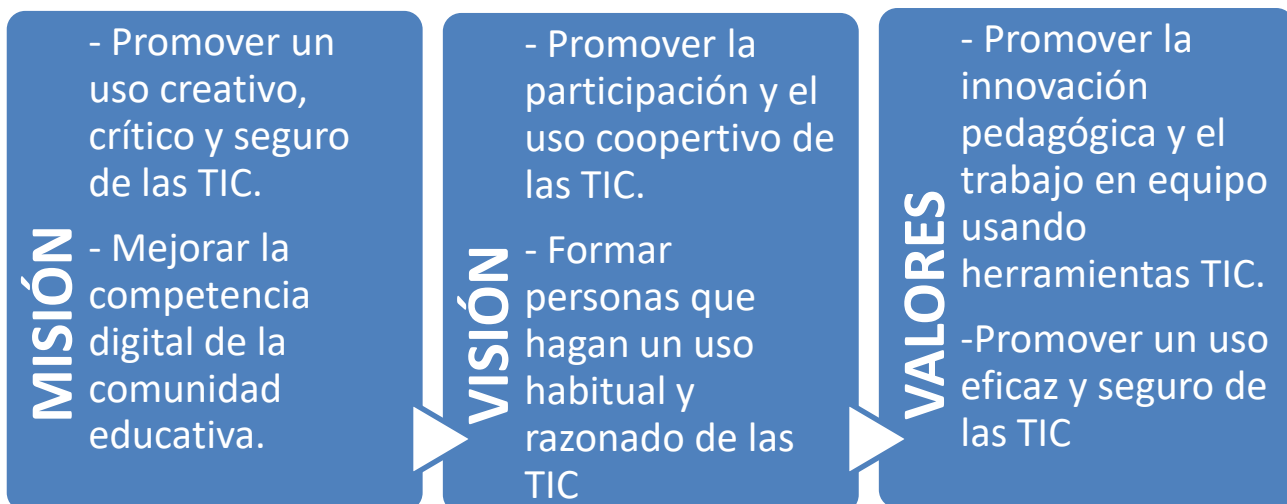 MISIÓN
- Promover un
uso creativo,
crítico y seguro
de las TIC.
- Mejorar la
competencia
digital de la
comunidad
educativa.
VISIÓN
- Promover la
participación y el
uso coopertivo de
las TIC.
- Formar
personas que
hagan un uso
habitual y
razonado de las
TIC
VALORES
- Promover la
innovación
pedagógica y el
trabajo en equipo
usando
herramientas TIC.
-Promover un uso
eficaz y seguro de
las TIC